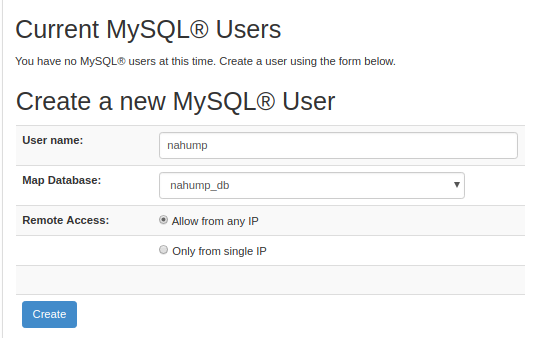 Current MySQL® Users
You have no MySQL® users at this time. Create a user using the form below.
Create a new MySQL® User
User name: nahump
Map Database: nahump_db
Remote Access: Allow from any IP
Only from single IP
Create